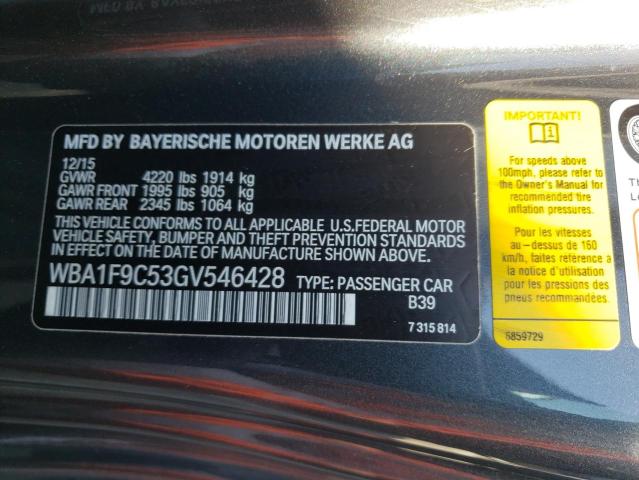 MFD BY BAYERISCHE MOTOREN WERKE AG
12/15
GVWR 4220 lbs 1914 kg
GAWR FRONT 1995 lbs 905 kg
GAWR REAR 2345 lbs 1064 kg
THIS VEHICLE CONFORMS TO ALL APPLICABLE U.S.FEDERAL MOTOR
VEHICLE SAFETY, BUMPER AND THEFT PREVENTION STANDARDS
IN EFFECT ON THE DATE OF MANUFACTURE SHOWN ABOVE.
WBA1F9C53GV546428 TYPE: PASSENGER CAR
B39
7 315 814
IMPORTANT!
For speeds above
100mph, please refer to
the Owner's Manual for
recommended tire
inflation pressures.
Pour les vitesses
au-dessus de 160
km/h, faites référence à
votre manuel pour les
pressions des pneus.
6859729